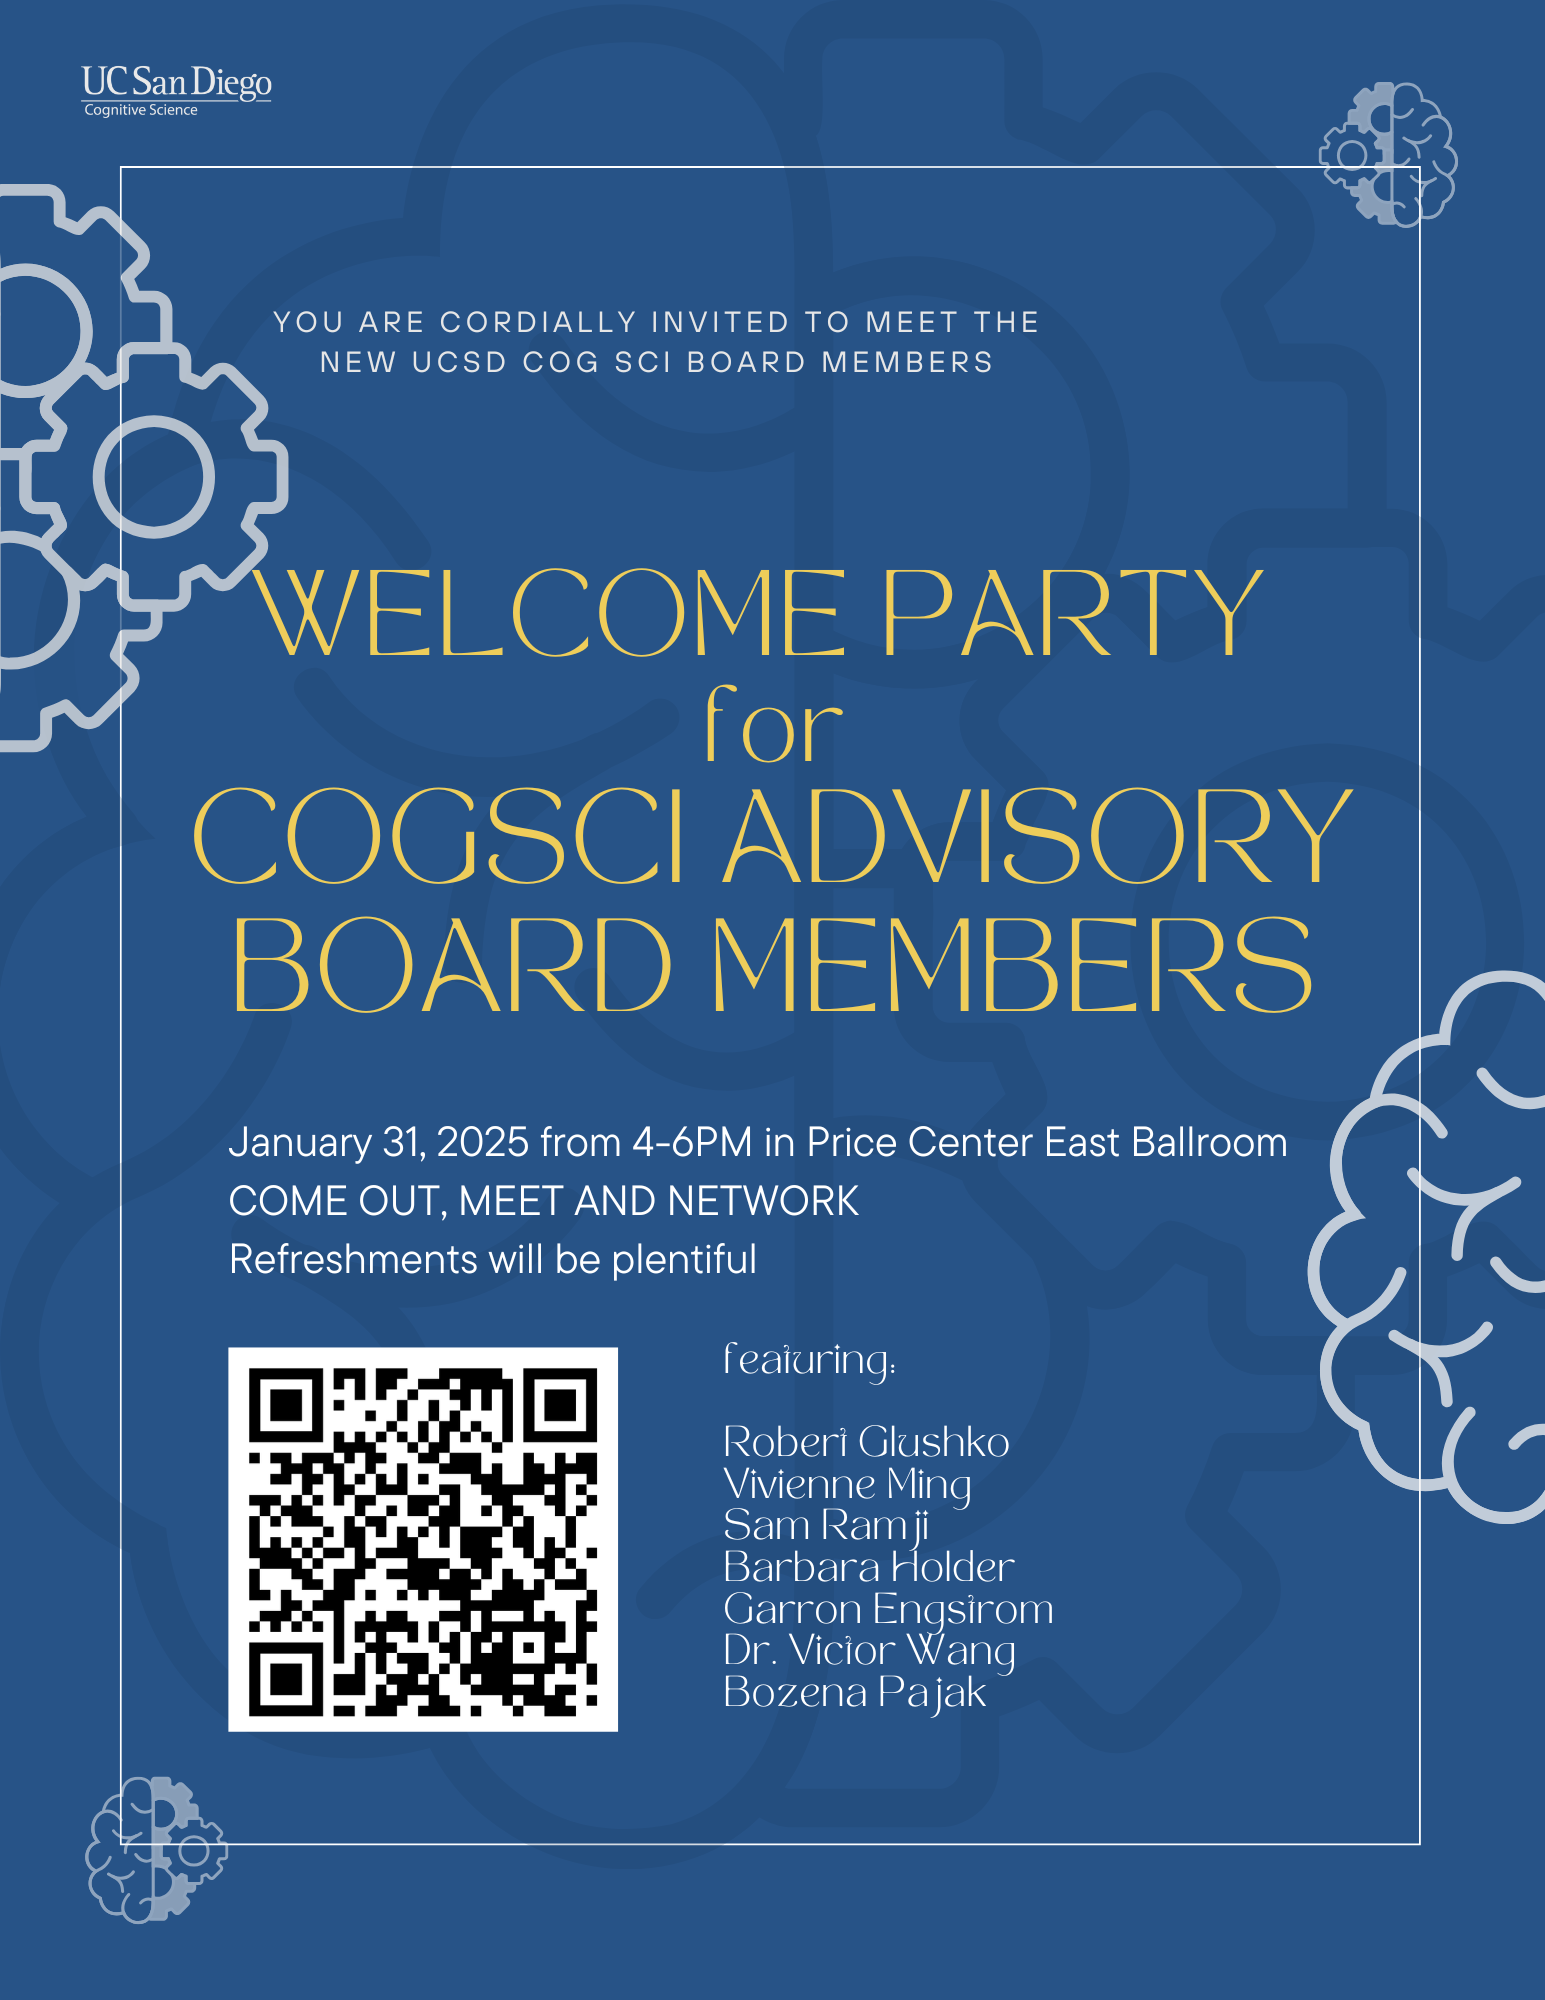 UC San Diego
Cognitive Science
YOU ARE CORDIALLY INVITED TO MEET THE
NEW UCSD COG SCI BOARD MEMBERS
WELCOME PARTY
for
COGSCI ADVISORY
BOARD MEMBERS
January 31, 2025 from 4-6PM in Price Center East Ballroom
COME OUT, MEET AND NETWORK
Refreshments will be plentiful
featuring:
Robert Glushko
Vivienne Ming
Sam Ramji
Barbara Holder
Garron Engstrom
Dr. Victor Wang
Bozena Pajak